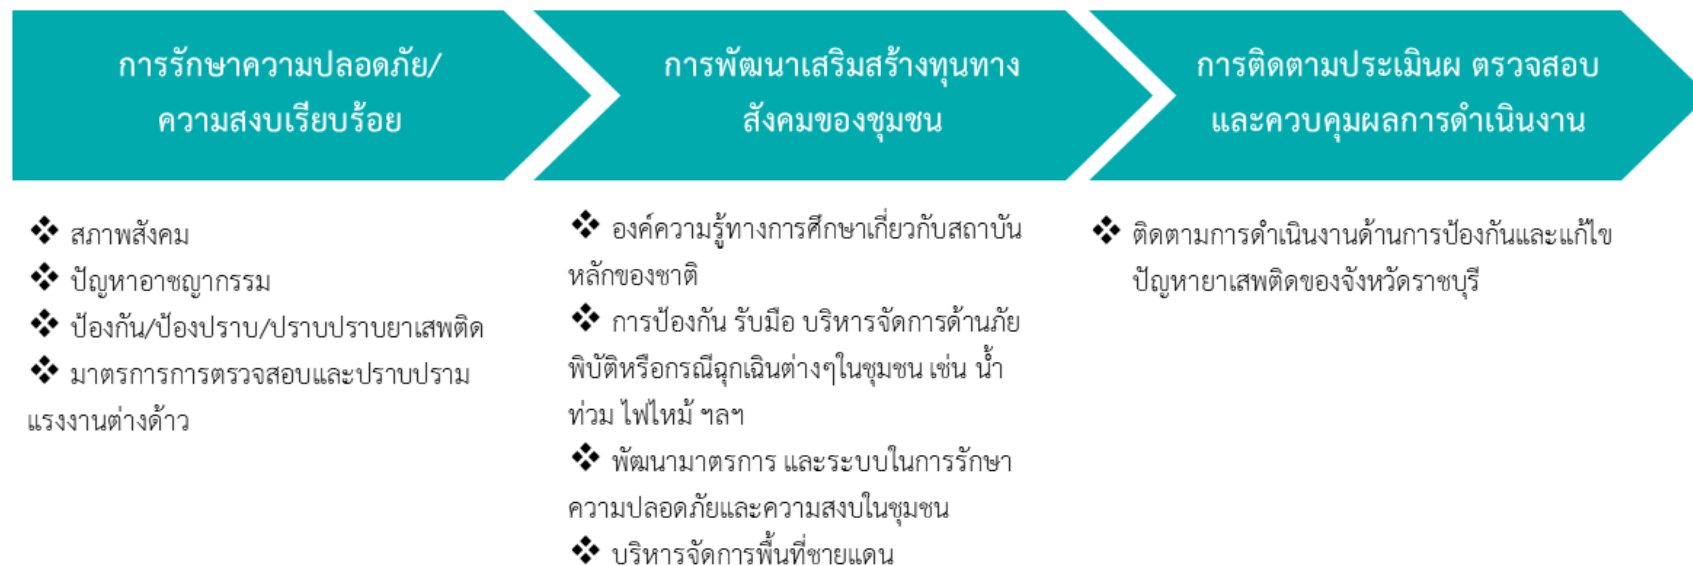 การรักษาความปลอดภัย/
ความสงบเรียบร้อย
การพัฒนาเสริมสร้างทุนทาง
สังคมของชุมชน
การติดตามประเมินผ ตรวจสอบ
และควบคุมผลการดำเนินงาน
❖ สภาพสังคม
❖ ปัญหาอาชญากรรม
❖ ป้องกัน/ป้องปราบ/ปราบปราบยาเสพติด
❖ มาตรการการตรวจสอบและปราบปราม
แรงงานต่างด้าว
❖ องค์ความรู้ทางการศึกษาเกี่ยวกับสถาบัน
หลักของชาติ
❖ การป้องกัน รับมือ บริหารจัดการด้านภัย
พิบัติหรือกรณีฉุกเฉินต่างๆในชุมชน เช่น น้ำ
ท่วม ไฟไหม้ ฯลฯ
❖ พัฒนามาตรการ และระบบในการรักษา
ความปลอดภัยและความสงบในชุมชน
❖ บริหารจัดการพื้นที่ชายแดน
❖ ติดตามการดำเนินงานด้านการป้องกันและแก้ไข
ปัญหายาเสพติดของจังหวัดราชบุรี